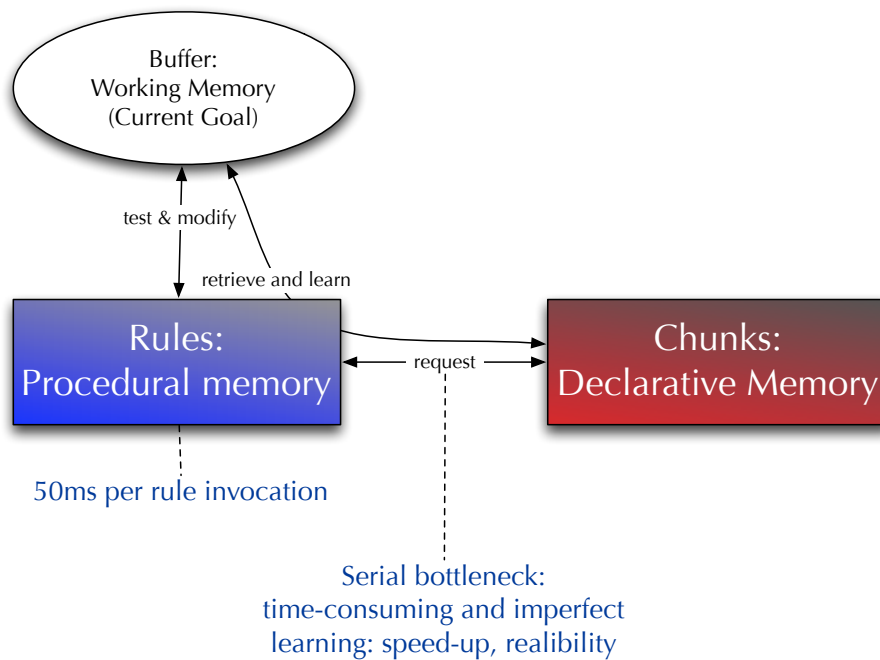 Buffer:
Working Memory
(Current Goal)
test & modify
retrieve and learn
Rules:
Procedural memory
request
Chunks:
Declarative Memory
50ms per rule invocation
Serial bottleneck:
time-consuming and imperfect
learning: speed-up, realibility